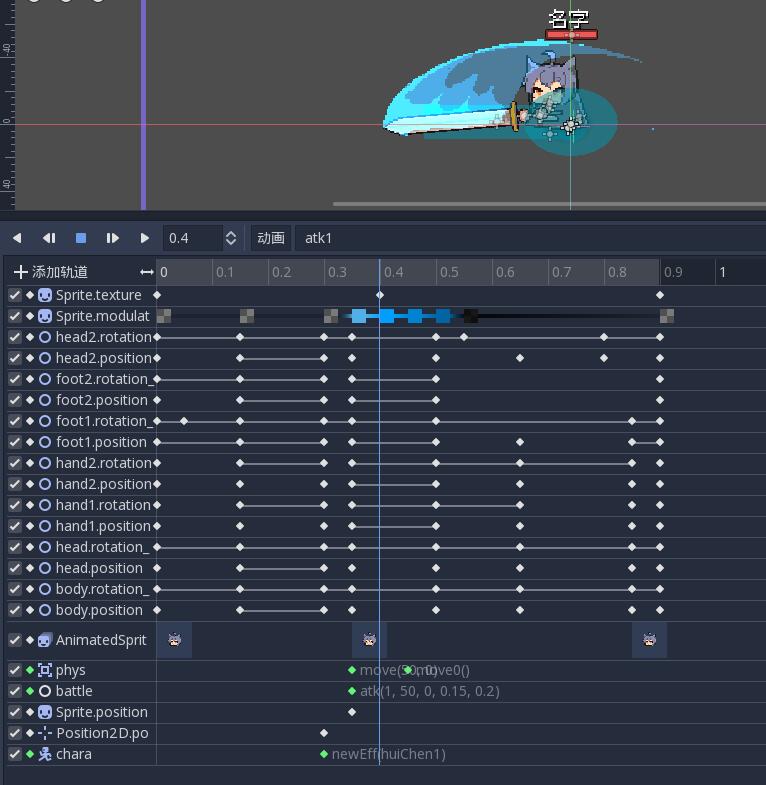 名字
-40
0
40
0.4
动画
atk1
添加轨道
0 0.1 0.2 0.3 0.4 0.5 0.6 0.7 0.8 0.9 1
Sprite.texture
Sprite.modulat
head2.rotation
head2.position
foot2.rotation_
foot2.position
foot1.rotation_
foot1.position
hand2.rotation
hand2.position
hand1.rotation
hand1.position
head.rotation_
head.position
body.rotation_
body.position
AnimatedSprit
phys move(50, 0) move0()
battle atk(1, 50, 0, 0.15, 0.2)
Sprite.position
Position2D.po
chara newEff(huiChen1)